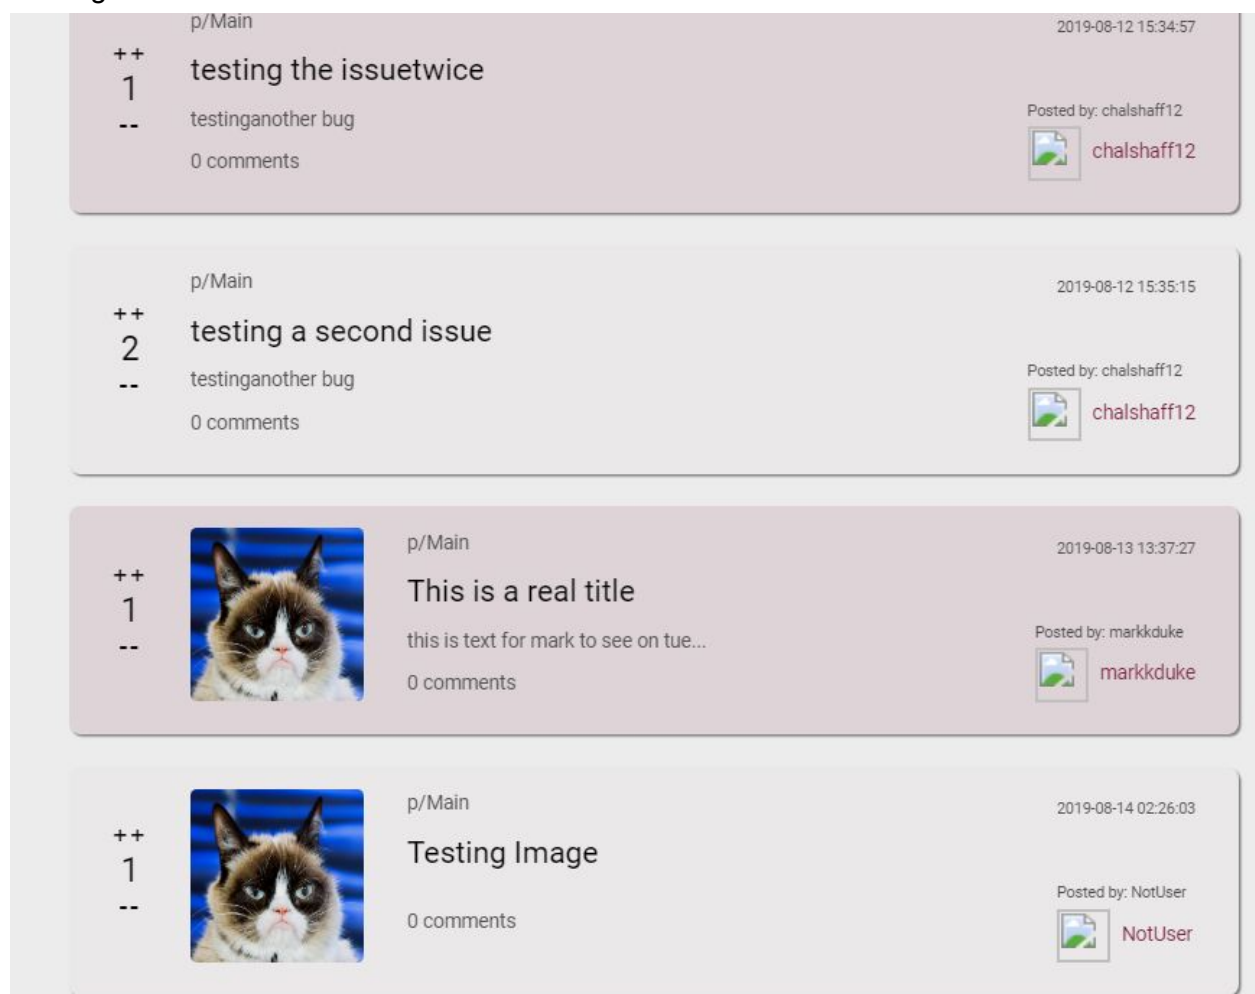 p/Main
2019-08-12 15:34:57
++
1
--
testing the issuetwice
testinganother bug
0 comments
Posted by: chalshaff12
chalshaff12
p/Main
2019-08-12 15:35:15
++
2
--
testing a second issue
testinganother bug
0 comments
Posted by: chalshaff12
chalshaff12
p/Main
2019-08-13 13:37:27
++
1
--
This is a real title
this is text for mark to see on tue...
0 comments
Posted by: markkduke
markkduke
p/Main
2019-08-14 02:26:03
++
1
--
Testing Image
0 comments
Posted by: NotUser
NotUser